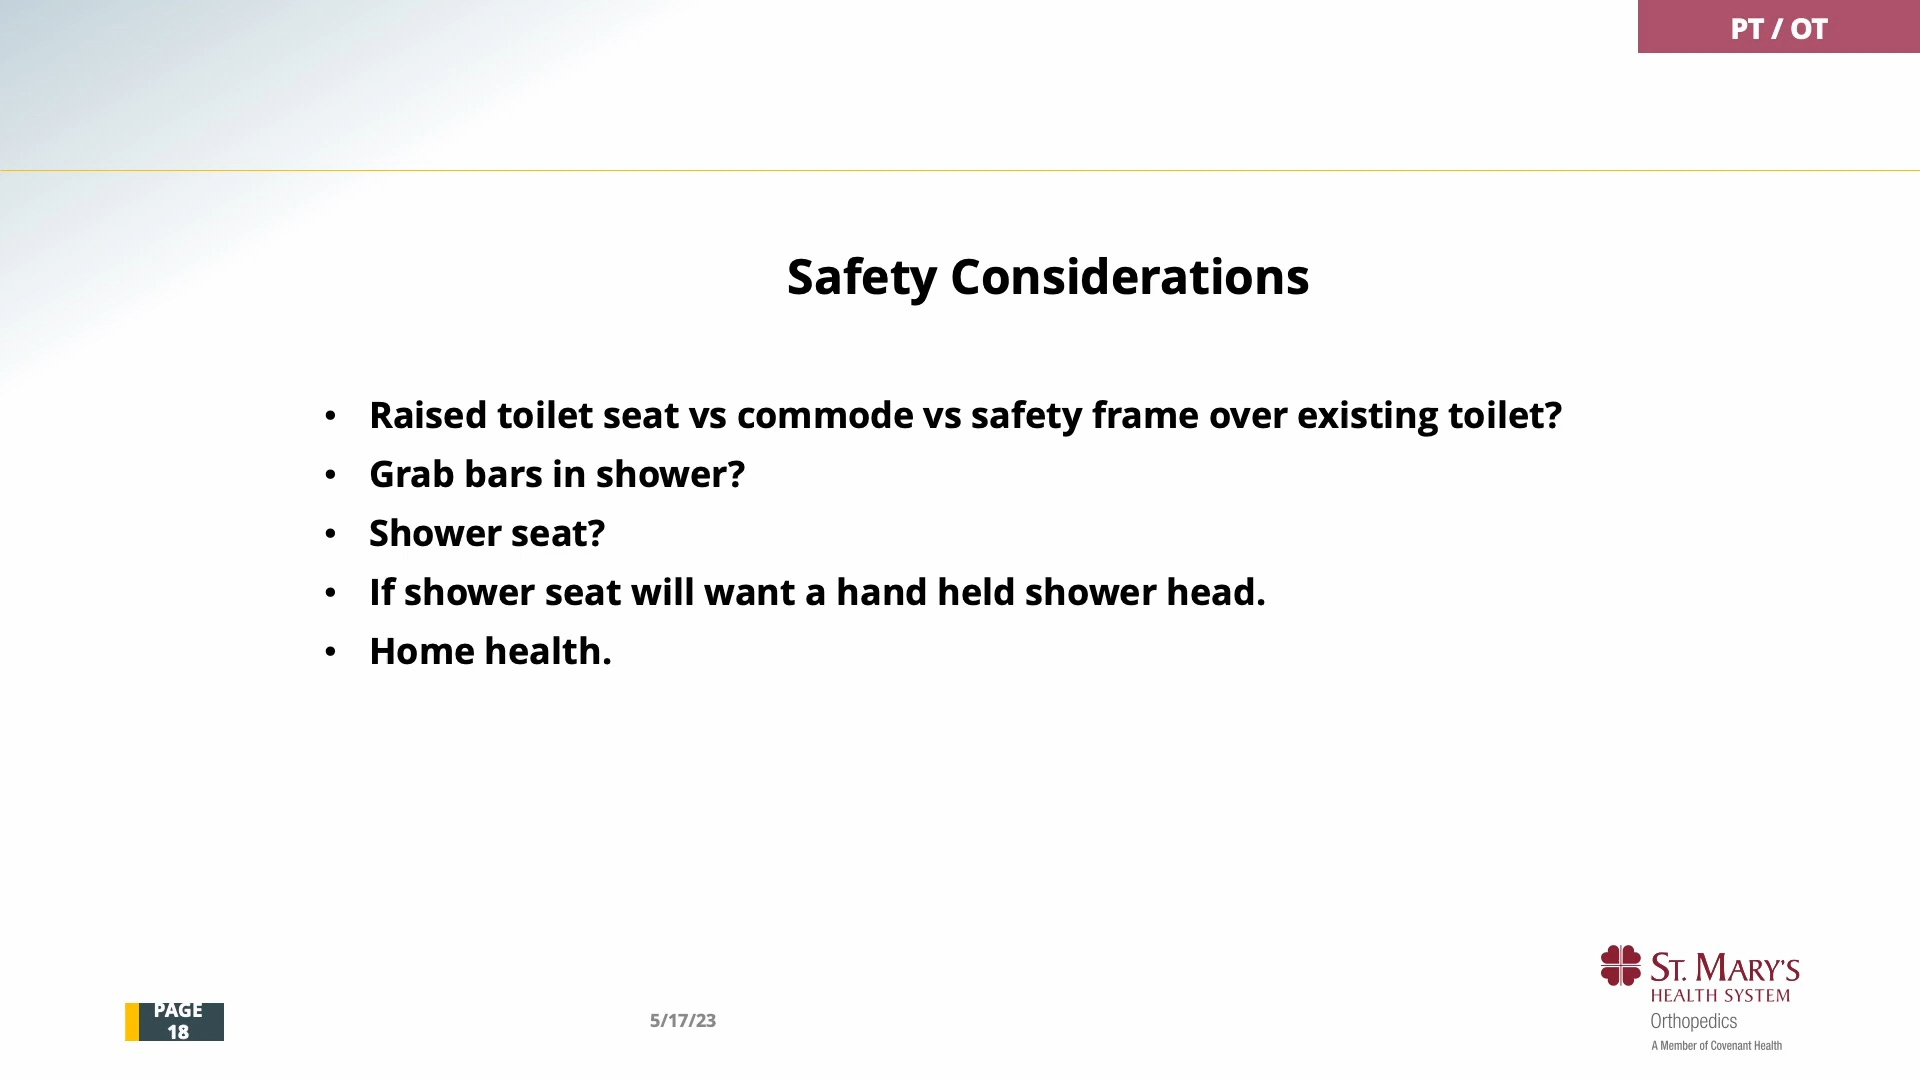 PT / OT
Safety Considerations
• Raised toilet seat vs commode vs safety frame over existing toilet?
• Grab bars in shower?
• Shower seat?
• If shower seat will want a hand held shower head.
• Home health.
PAGE
18
5/17/23
ST. MARY'S
HEALTH SYSTEM
Orthopedics
A Member of Covenant Health